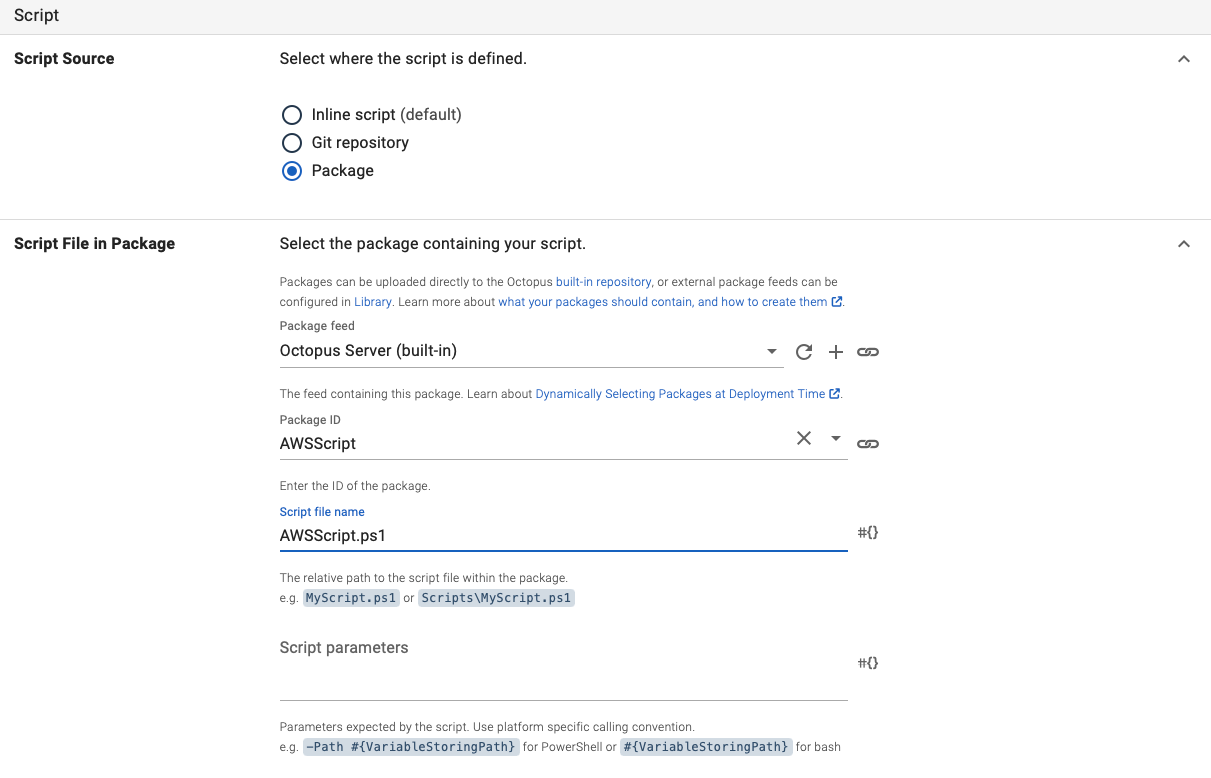 Script
Script Source
Select where the script is defined.
Inline script (default)
Git repository
Package
Script File in Package
Select the package containing your script.
Packages can be uploaded directly to the Octopus built-in repository, or external package feeds can be
configured in Library. Learn more about what your packages should contain, and how to create them.
Package feed
Octopus Server (built-in)
The feed containing this package. Learn about Dynamically Selecting Packages at Deployment Time.
Package ID
AWSScript
Enter the ID of the package.
Script file name
AWSScript.ps1
#{}
The relative path to the script file within the package.
e.g. MyScript.ps1 or Scripts\MyScript.ps1
Script parameters
#{}
Parameters expected by the script. Use platform specific calling convention.
e.g. -Path #{VariableStoringPath} for PowerShell or #{VariableStoringPath} for bash